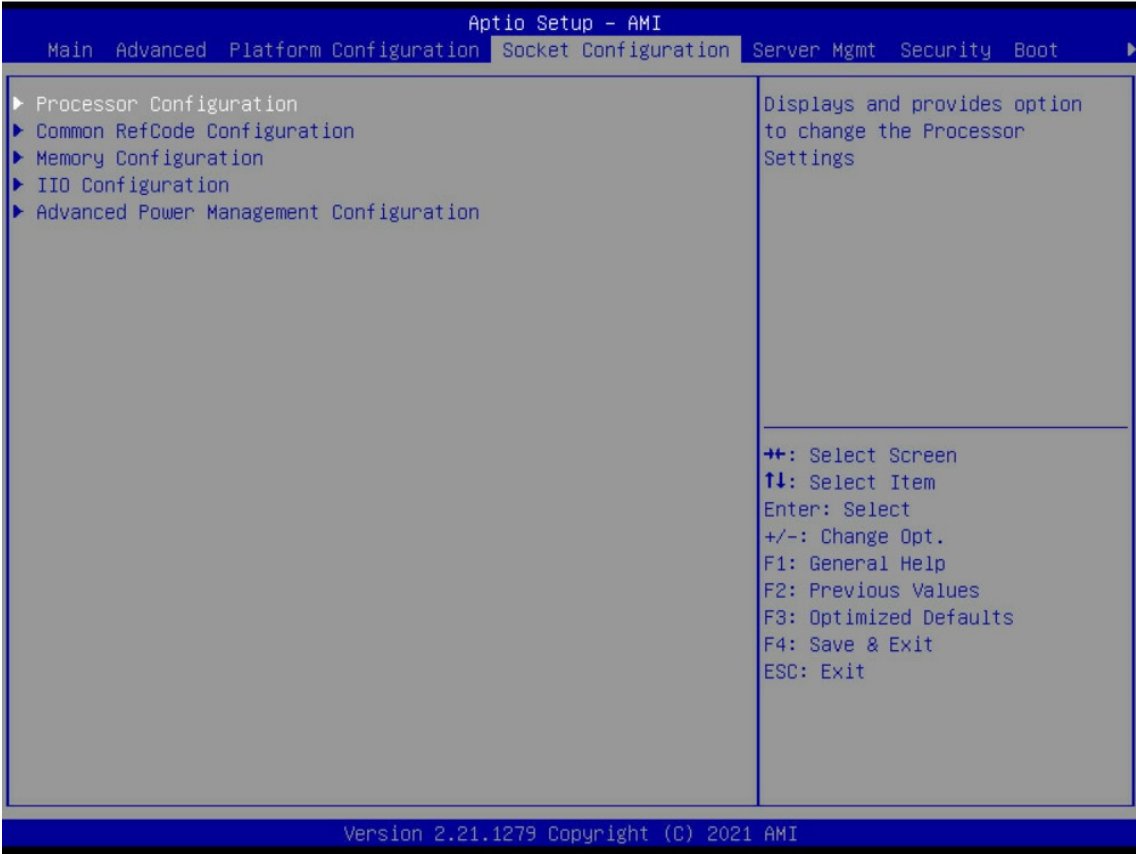 Aptio Setup – AMI
Main Advanced Platform Configuration Socket Configuration Server Mgmt Security Boot
Processor Configuration
Common RefCode Configuration
Memory Configuration
IIO Configuration
Advanced Power Management Configuration
Displays and provides option
to change the Processor
Settings
→←: Select Screen
↑↓: Select Item
Enter: Select
+/-: Change Opt.
F1: General Help
F2: Previous Values
F3: Optimized Defaults
F4: Save & Exit
ESC: Exit
Version 2.21.1279 Copyright (C) 2021 AMI